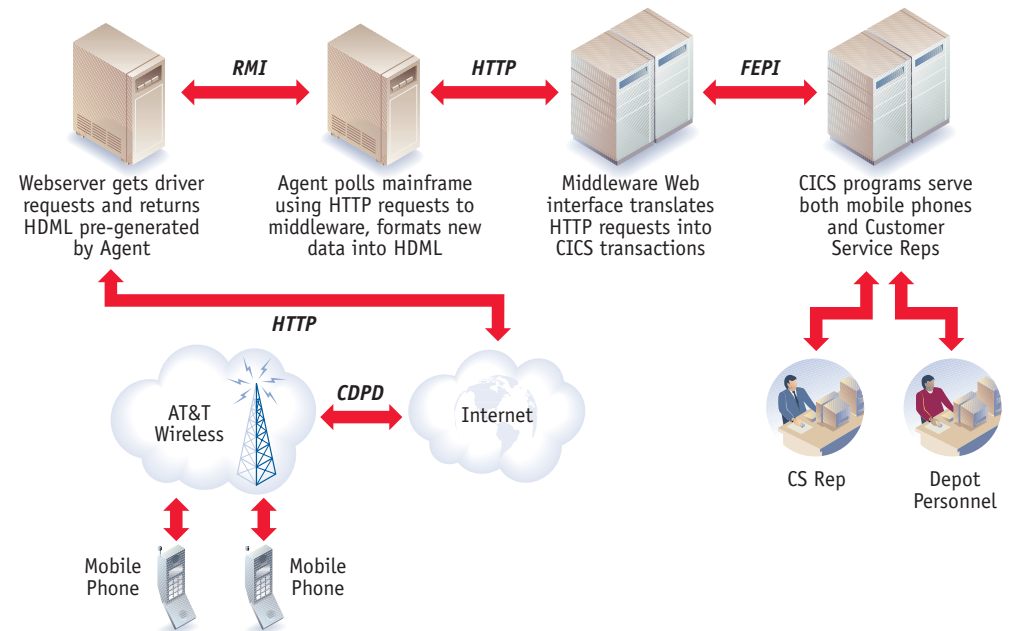 RMI
HTTP
FEPI
Webserver gets driver
requests and returns
HDML pre-generated
by Agent
Agent polls mainframe
using HTTP requests to
middleware, formats new
data into HDML
Middleware Web
interface translates
HTTP requests into
CICS transactions
CICS programs serve
both mobile phones
and Customer
Service Reps
HTTP
AT&T
Wireless
CDPD
Internet
CS Rep
Depot
Personnel
Mobile
Phone
Mobile
Phone